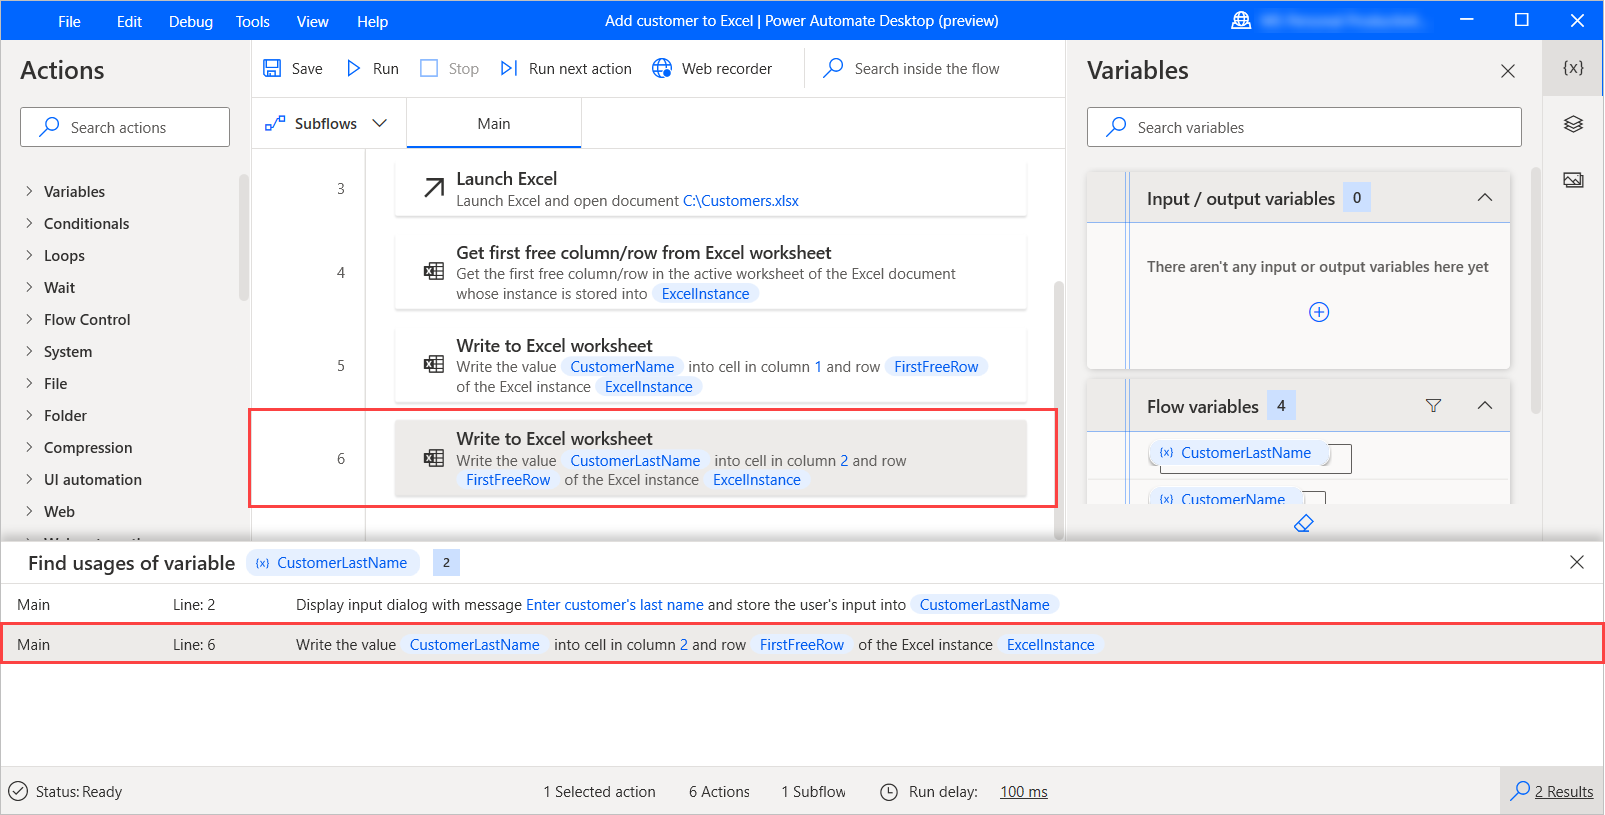 File Edit Debug Tools View Help Add customer to Excel | Power Automate Desktop (preview)
Actions
Search actions
Variables
Conditionals
Loops
Wait
Flow Control
System
File
Folder
Compression
UI automation
Web
Save Run Stop Run next action Web recorder Search inside the flow
Subflows Main
3
Launch Excel
Launch Excel and open document C:\Customers.xlsx
4
Get first free column/row from Excel worksheet
Get the first free column/row in the active worksheet of the Excel document
whose instance is stored into ExcelInstance
5
Write to Excel worksheet
Write the value CustomerName into cell in column 1 and row FirstFreeRow
of the Excel instance ExcelInstance
6
Write to Excel worksheet
Write the value CustomerLastName into cell in column 2 and row
FirstFreeRow of the Excel instance ExcelInstance
Variables
{x}
Search variables
Input / output variables 0
There aren't any input or output variables here yet
Flow variables 4
{x} CustomerLastName
{x} CustomerName
Find usages of variable {x} CustomerLastName 2
Main Line: 2 Display input dialog with message Enter customer's last name and store the user's input into CustomerLastName
Main Line: 6 Write the value CustomerLastName into cell in column 2 and row FirstFreeRow of the Excel instance ExcelInstance
Status: Ready 1 Selected action 6 Actions 1 Subflow Run delay: 100 ms 2 Results